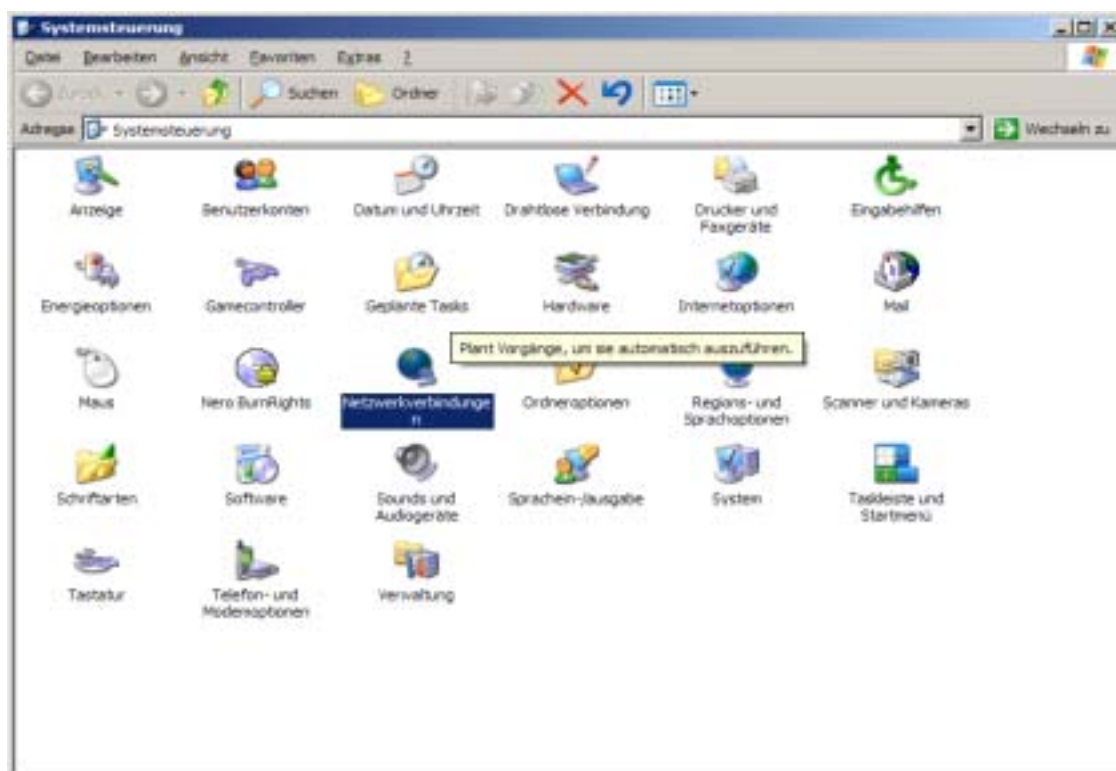 Systemsteuerung
Datei Bearbeiten Ansicht Favoriten Extras ?
Zurück Suchen Ordner
Adresse Systemsteuerung Wechseln zu
Anzeige Benutzerkonten Datum und Uhrzeit Drahtlose Verbindung Drucker und Eingabehilfen
Faxgeräte
Energieoptionen Gamecontroller Geplante Tasks Hardware Internetoptionen Mail
Plant Vorgänge, um sie automatisch auszuführen.
Maus Nero BurnRights Netzwerkverbindunge Ordneroptionen Regions- und Scanner und Kameras
n Sprachoptionen
Schriftarten Software Sounds und Sprachein-/ausgabe System Taskleiste und
Audiogeräte Startmenü
Tastatur Telefon- und Verwaltung
Modemoptionen